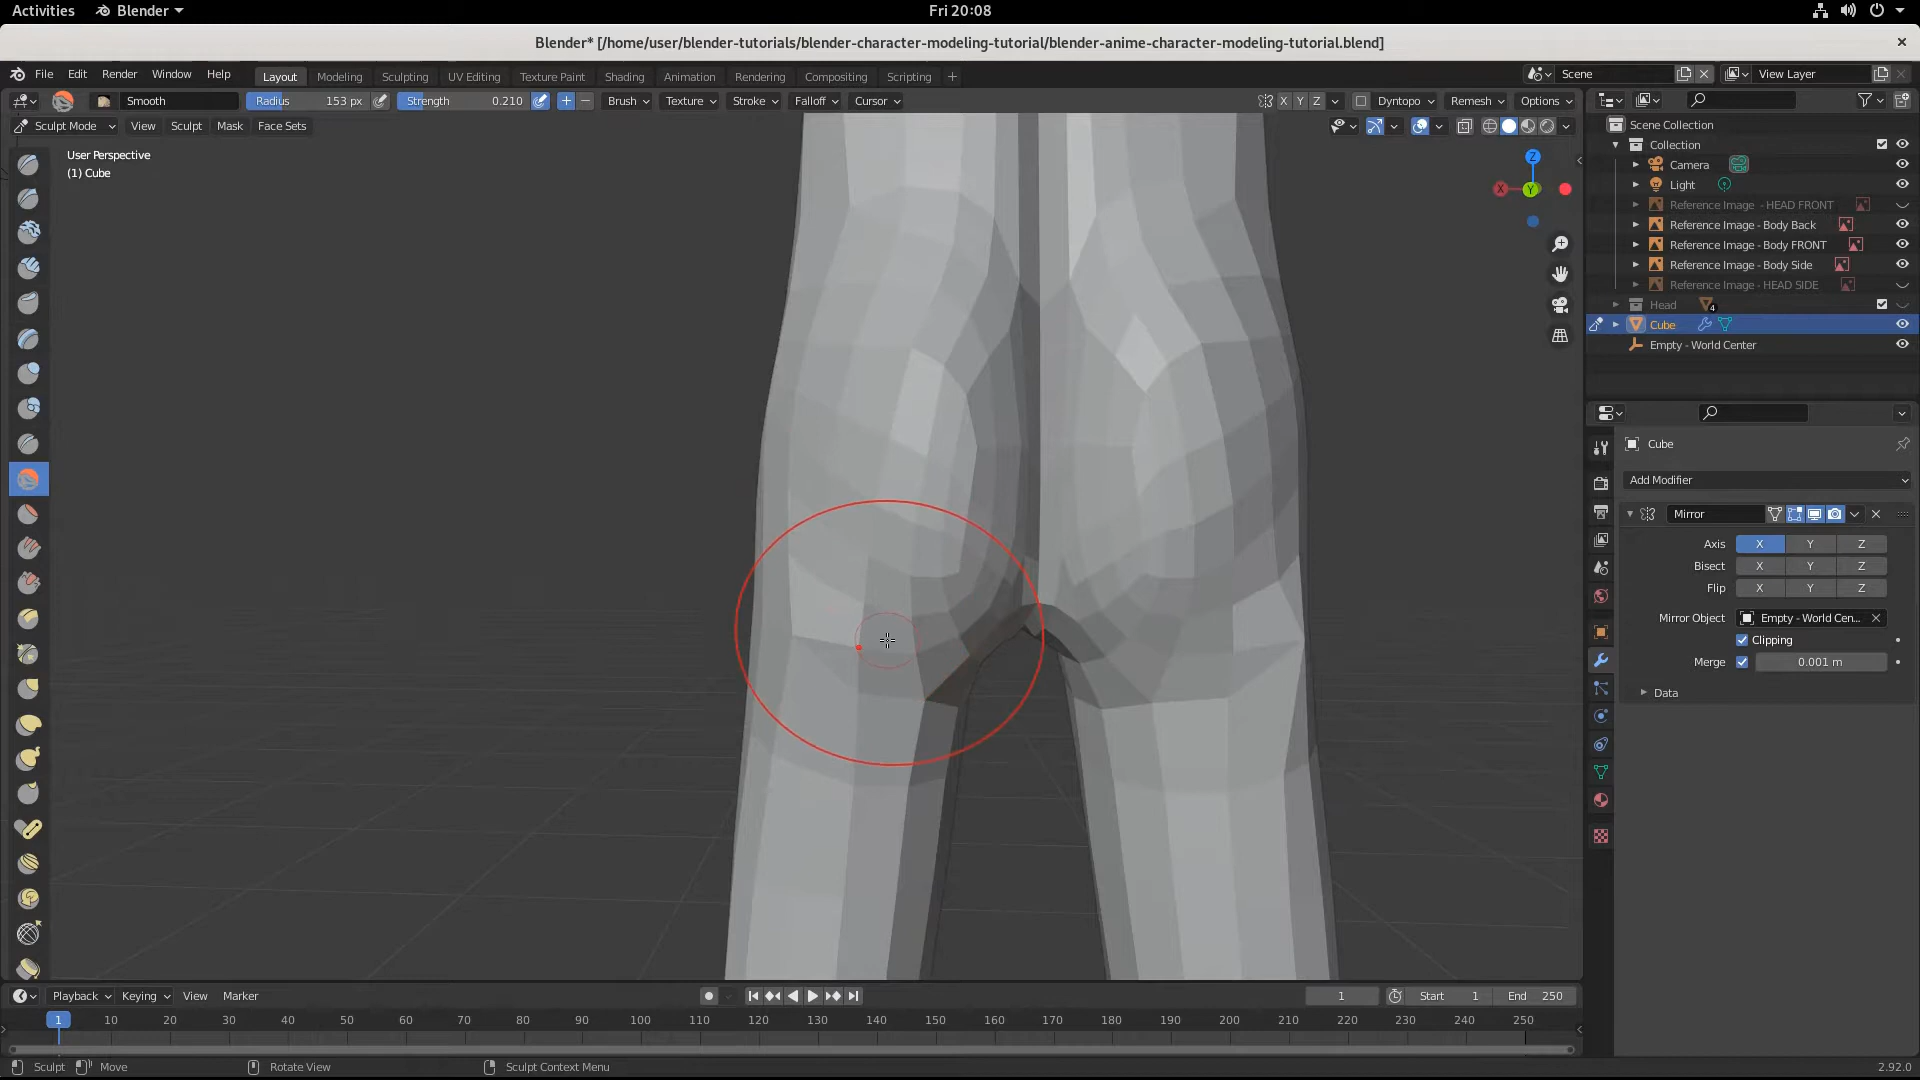 Activities Blender Fri 20:08
Blender* [/home/user/blender-tutorials/blender-character-modeling-tutorial/blender-anime-character-modeling-tutorial.blend]
File Edit Render Window Help Layout Modeling Sculpting UV Editing Texture Paint Shading Animation Rendering Compositing Scripting Scene View Layer
Smooth Radius 153 px Strength 0.210 Brush Texture Stroke Falloff Cursor X Y Z Dyntopo Remesh Options
Sculpt Mode View Sculpt Mask Face Sets
User Perspective
(1) Cube
Z
X
Y
Scene Collection
Collection
Camera
Light
Reference Image - HEAD FRONT
Reference Image - Body Back
Reference Image - Body FRONT
Reference Image - Body Side
Reference Image - HEAD SIDE
Head 4
Cube
Empty - World Center
Cube
Add Modifier
Mirror
Axis X Y Z
Bisect X Y Z
Flip X Y Z
Mirror Object Empty - World Cen...
Clipping
Merge 0.001 m
Data
Playback Keying View Marker 1 Start 1 End 250
1 10 20 30 40 50 60 70 80 90 100 110 120 130 140 150 160 170 180 190 200 210 220 230 240 250
Sculpt Move Rotate View Sculpt Context Menu 2.92.0